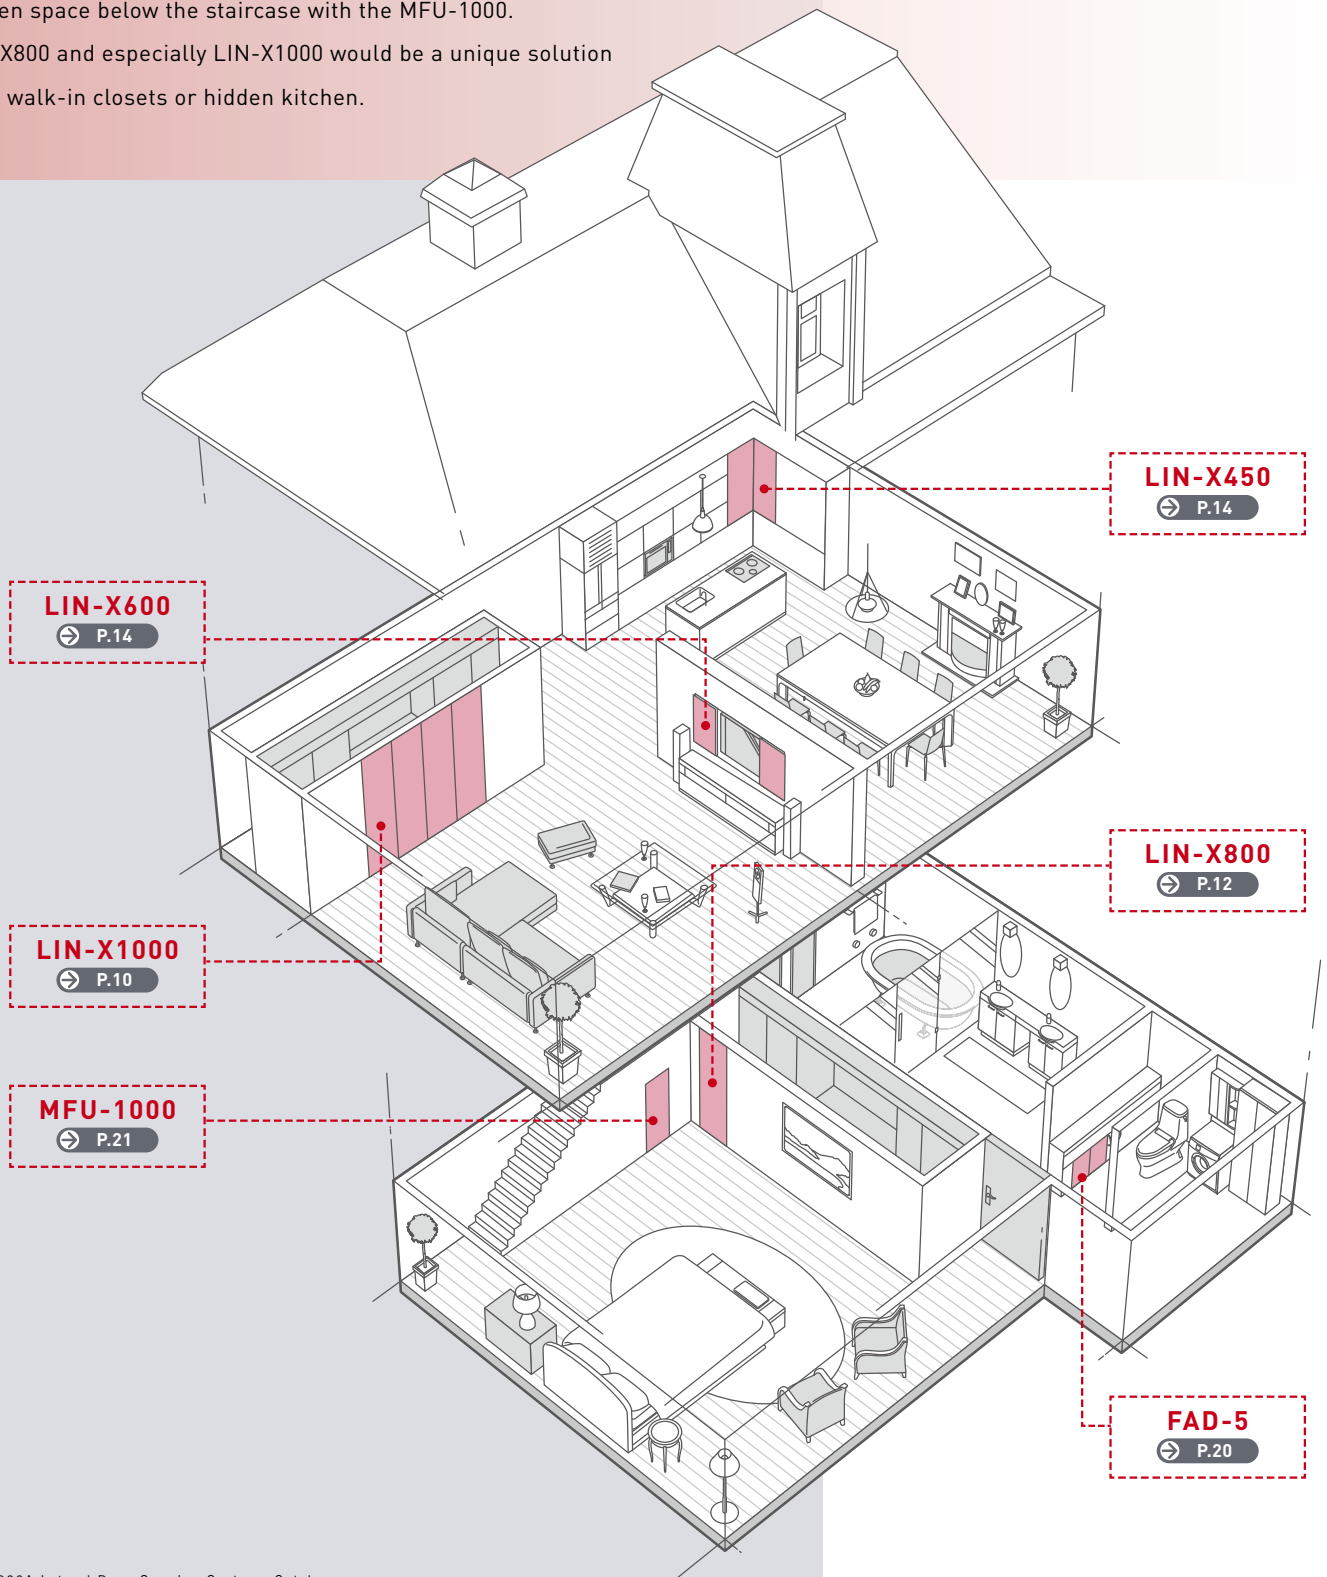 space below the staircase with the MFU-1000.
X800 and especially LIN-X1000 would be a unique solution
walk-in closets or hidden kitchen.
LIN-X450
P.14
LIN-X600
P.14
LIN-X800
P.12
LIN-X1000
P.10
MFU-1000
P.21
FAD-5
P.20